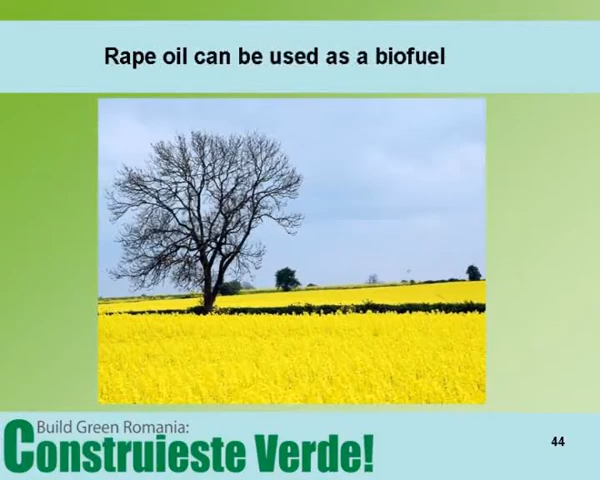 Rape oil can be used as a biofuel
Build Green Romania:
Construieste Verde!
44